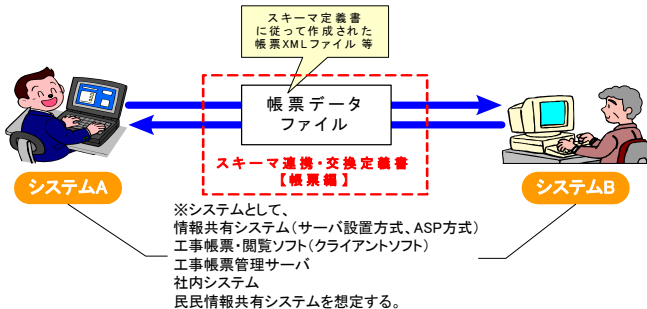 スキーマ定義書
に従って作成された
帳票XMLファイル 等
帳票データ
ファイル
スキーマ連携・交換定義書
【帳票編】
システムA
システムB
※システムとして、
情報共有システム（サーバ設置方式、ASP方式）
工事帳票・閲覧ソフト（クライアントソフト）
工事帳票管理サーバ
社内システム
民民情報共有システムを想定する。